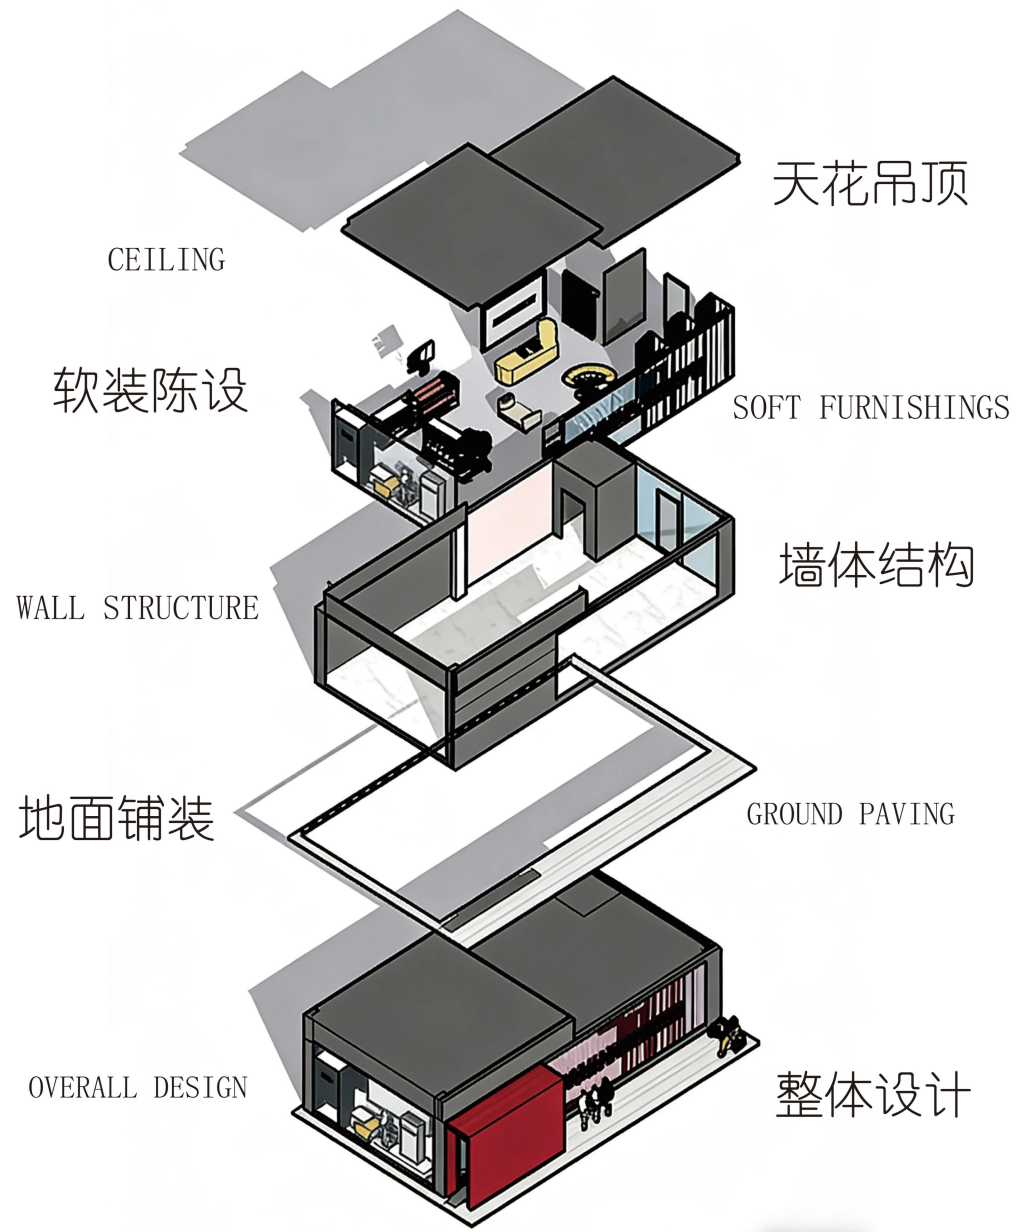 天花吊顶
CEILING
软装陈设
SOFT FURNISHINGS
墙体结构
WALL STRUCTURE
地面铺装
GROUND PAVING
OVERALL DESIGN
整体设计